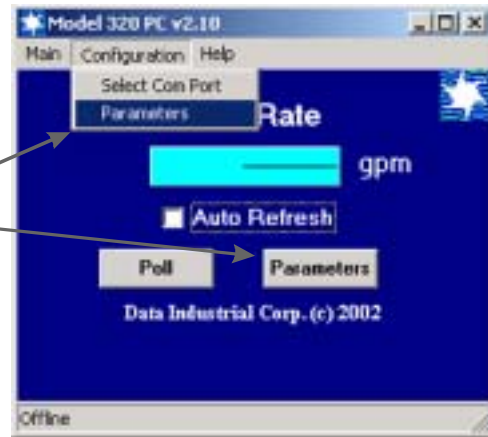 Model 320 PC v2.10
Main Configuration Help
Select Com Port
Parameters
Rate
gpm
Auto Refresh
Poll Parameters
Data Industrial Corp. (c) 2002
Offline